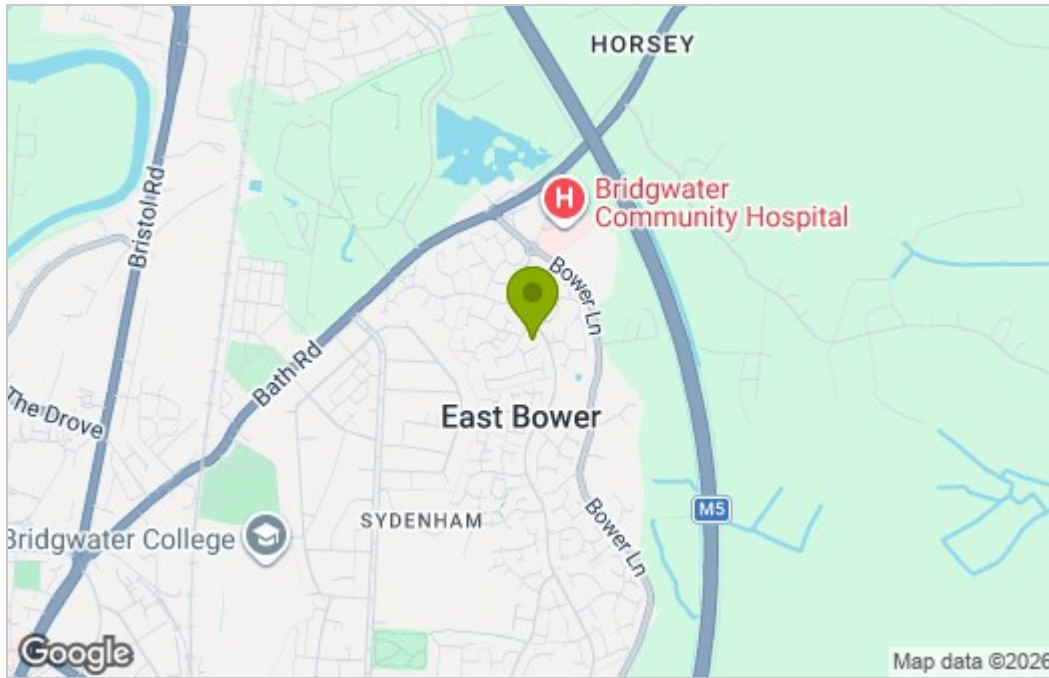 HORSEY
H
Bridgwater
Community Hospital
Bristol Rd
Bower Ln
Bath Rd
The Drove
East Bower
M5
SYDENHAM
Bridgwater College
Bower Ln
Google
Map data ©2026